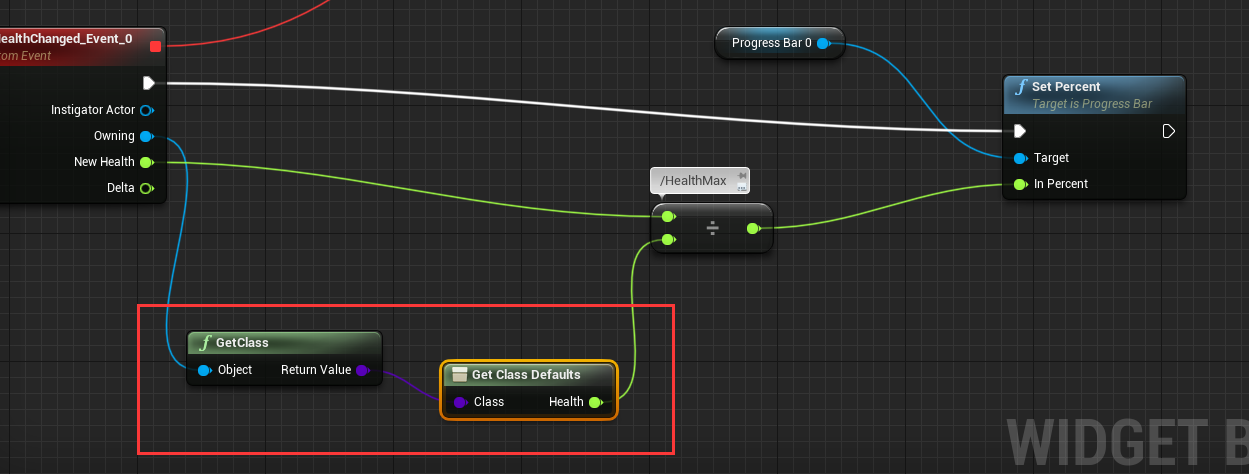 ealthChanged_Event_0
om Event
Instigator Actor
Owning
New Health
Delta
Progress Bar 0
Set Percent
Target is Progress Bar
Target
In Percent
/HealthMax
÷
GetClass
Object Return Value
Get Class Defaults
Class Health
WIDGET B